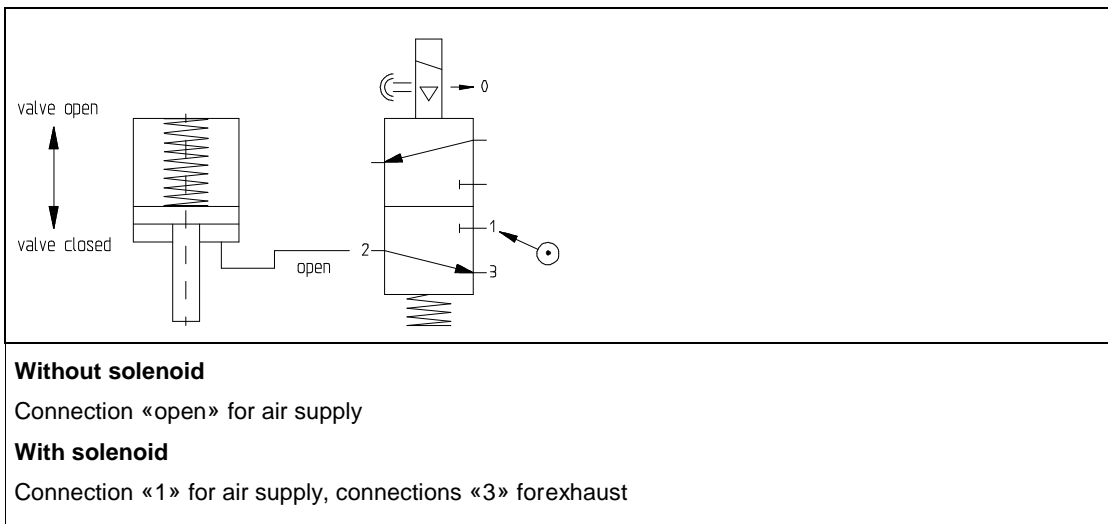 0
valve open
1
valve closed
2
open
3
Without solenoid
Connection «open» for air supply
With solenoid
Connection «1» for air supply, connections «3» forexhaust